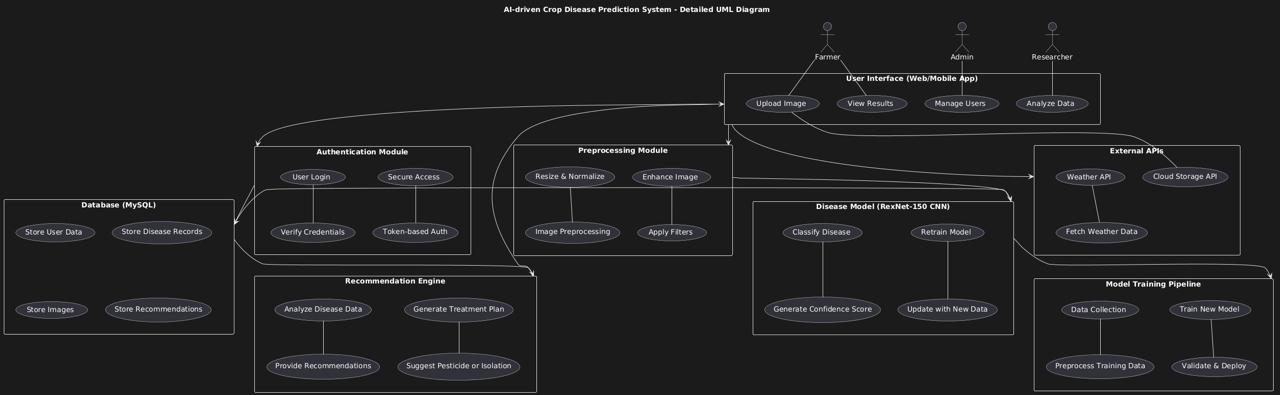 AI-driven Crop Disease Prediction System - Detailed UML Diagram
Farmer
Admin
Researcher
User Interface (Web/Mobile App)
Upload Image
View Results
Manage Users
Analyze Data
Authentication Module
User Login
Secure Access
Verify Credentials
Token-based Auth
Preprocessing Module
Resize & Normalize
Enhance Image
Image Preprocessing
Apply Filters
External APIs
Weather API
Cloud Storage API
Fetch Weather Data
Database (MySQL)
Store User Data
Store Disease Records
Store Images
Store Recommendations
Disease Model (RexNet-150 CNN)
Classify Disease
Retrain Model
Generate Confidence Score
Update with New Data
Recommendation Engine
Analyze Disease Data
Generate Treatment Plan
Provide Recommendations
Suggest Pesticide or Isolation
Model Training Pipeline
Data Collection
Train New Model
Preprocess Training Data
Validate & Deploy